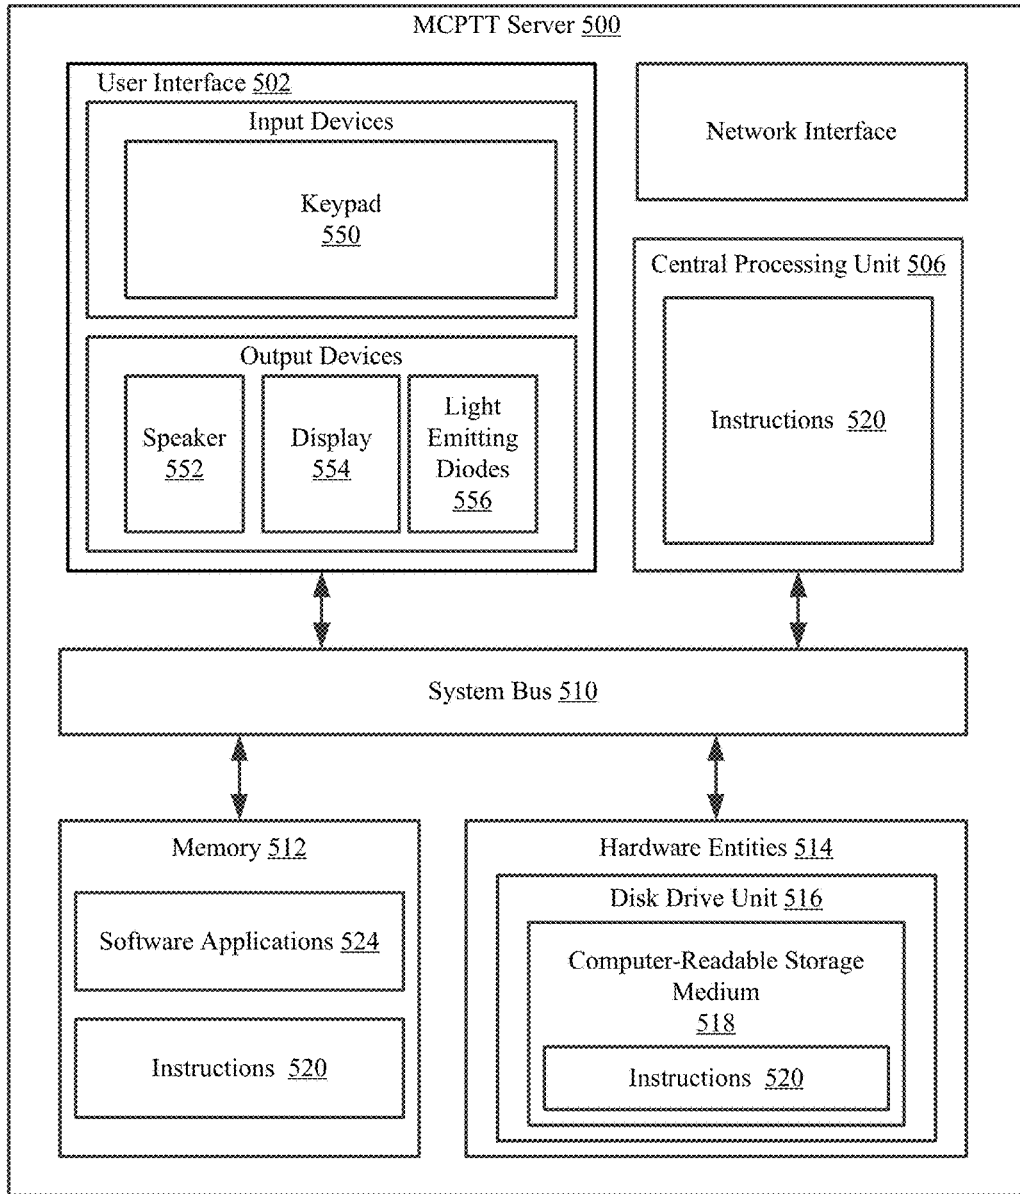 MCPTT Server 500
User Interface 502
Input Devices
Keypad
550
Output Devices
Speaker
552
Display
554
Light
Emitting
Diodes
556
Network Interface
Central Processing Unit 506
Instructions 520
System Bus 510
Memory 512
Software Applications 524
Instructions 520
Hardware Entities 514
Disk Drive Unit 516
Computer-Readable Storage
Medium
518
Instructions 520